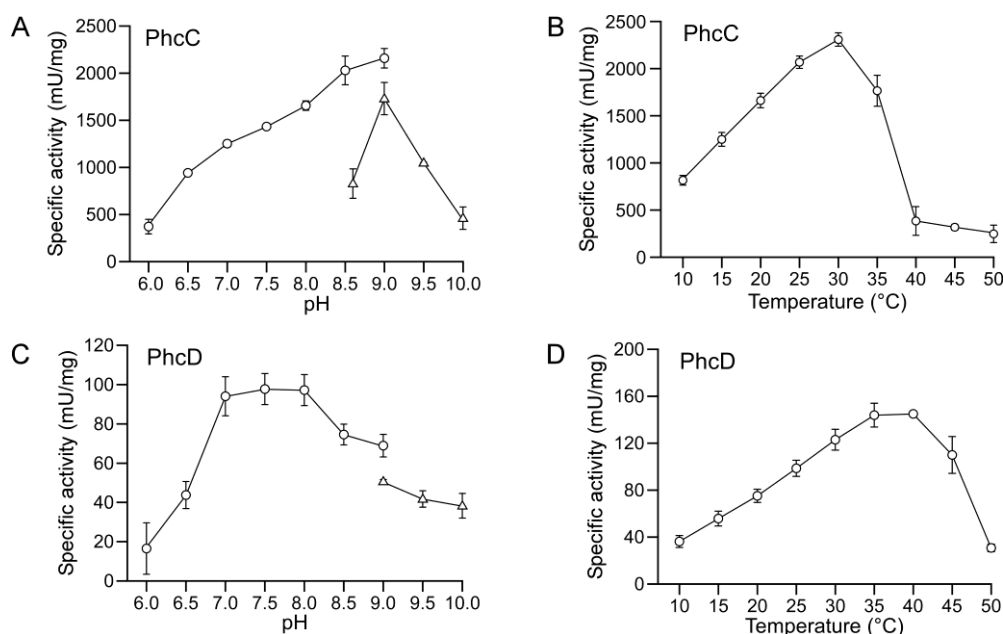 A
PhcC
Specific activity (mU/mg)
2500
2000
1500
1000
500
0
6.0 6.5 7.0 7.5 8.0 8.5 9.0 9.5 10.0
pH
B
PhcC
Specific activity (mU/mg)
2500
2000
1500
1000
500
0
10 15 20 25 30 35 40 45 50
Temperature (°C)
C
PhcD
Specific activity (mU/mg)
120
100
80
60
40
20
0
6.0 6.5 7.0 7.5 8.0 8.5 9.0 9.5 10.0
pH
D
PhcD
Specific activity (mU/mg)
200
160
120
80
40
0
10 15 20 25 30 35 40 45 50
Temperature (°C)